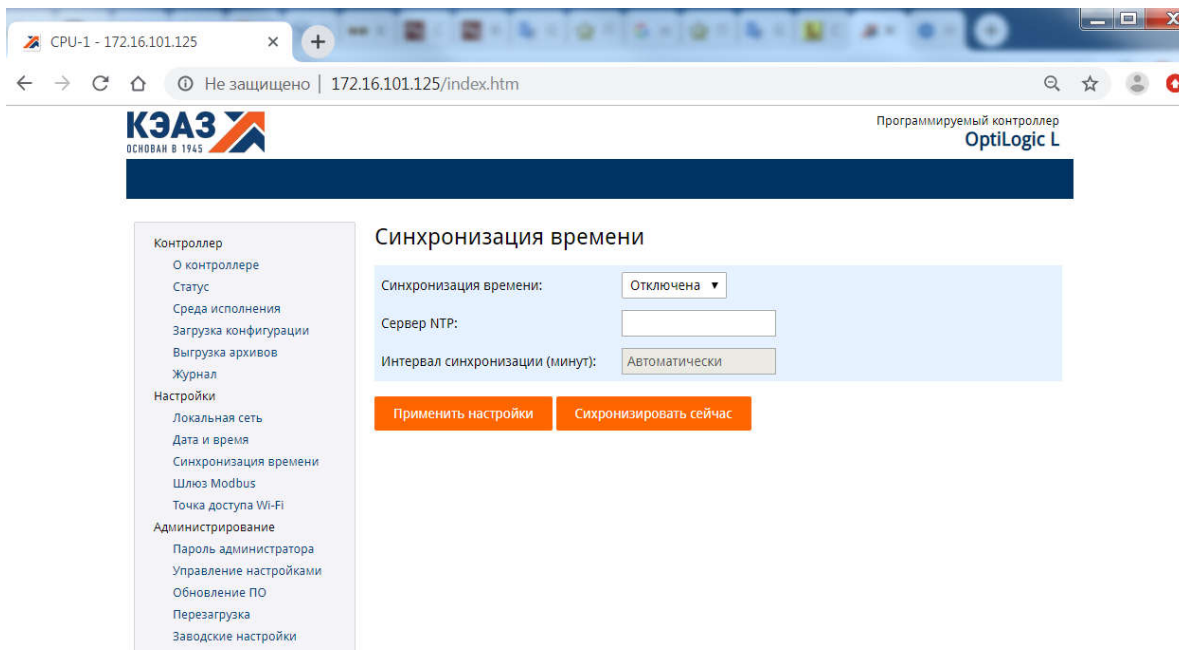 CPU-1 - 172.16.101.125
Не защищено | 172.16.101.125/index.htm
КЭАЗ
ОСНОВАН В 1945
Программируемый контроллер
OptiLogic L
Контроллер
О контроллере
Статус
Среда исполнения
Загрузка конфигурации
Выгрузка архивов
Журнал
Настройки
Локальная сеть
Дата и время
Синхронизация времени
Шлюз Modbus
Точка доступа Wi-Fi
Администрирование
Пароль администратора
Управление настройками
Обновление ПО
Перезагрузка
Заводские настройки
Синхронизация времени
Синхронизация времени: Отключена
Сервер NTP:
Интервал синхронизации (минут): Автоматически
Применить настройки Сихронизировать сейчас